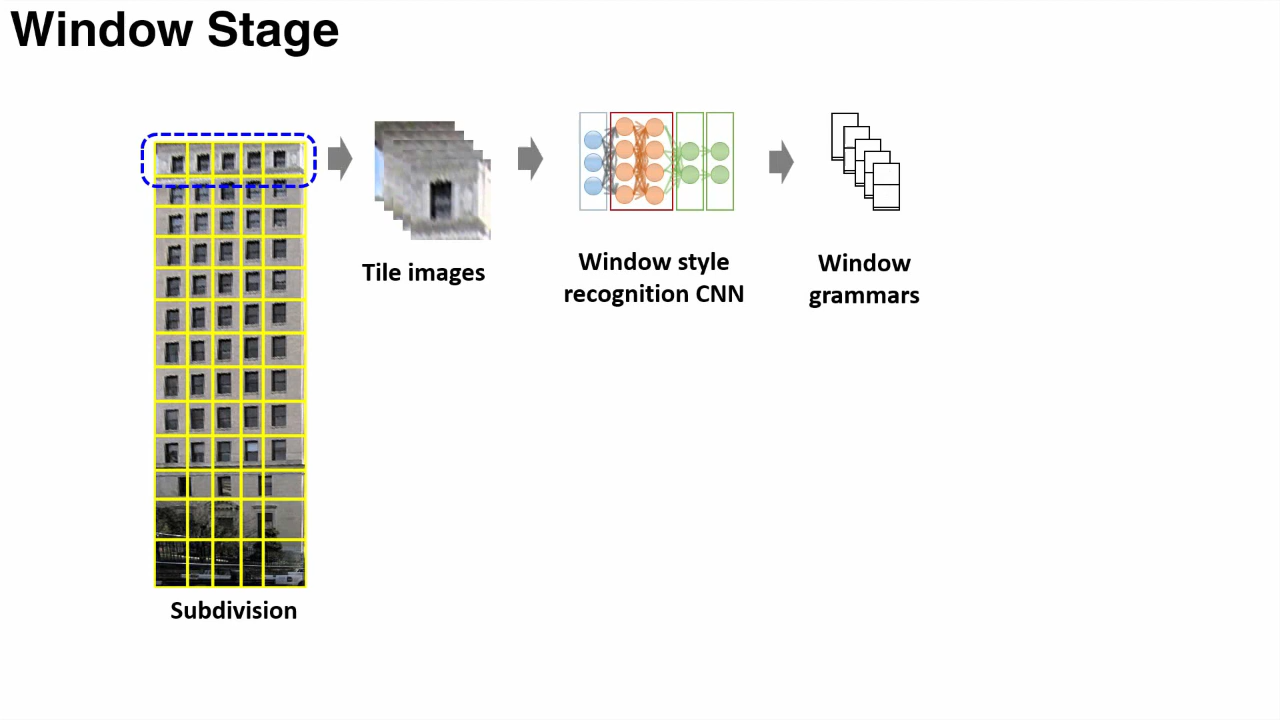 Window Stage
Tile images
Window style
recognition CNN
Window
grammars
Subdivision